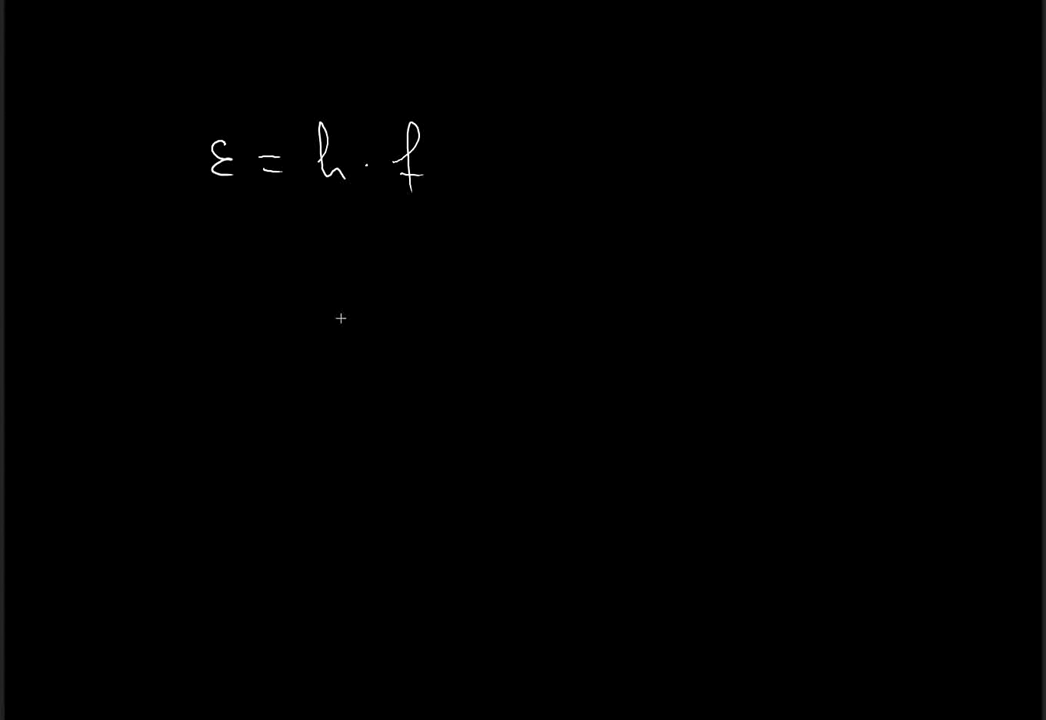 ε = h · f